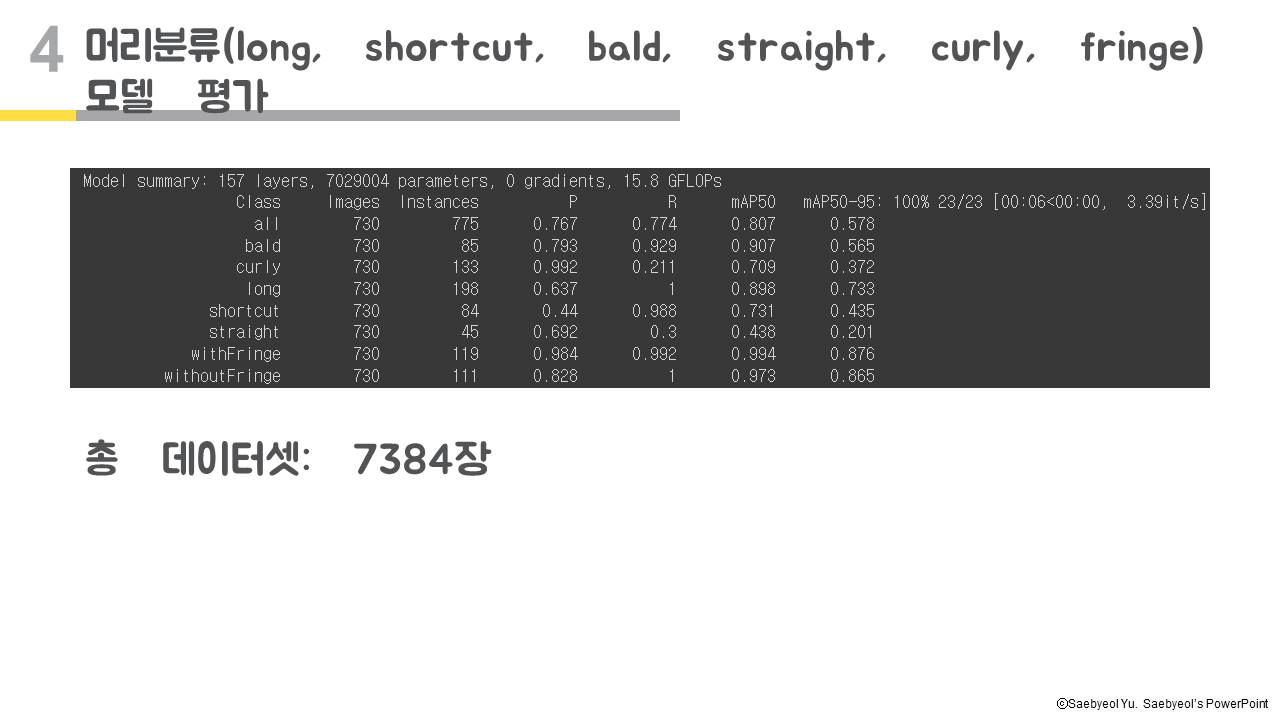 4 머리분류(long, shortcut, bald, straight, curly, fringe)
모델 평가
Model summary: 157 layers, 7029004 parameters, 0 gradients, 15.8 GFLOPs
Class Images Instances P R mAP50 mAP50-95: 100% 23/23 [00:06<00:00, 3.39it/s]
all 730 775 0.767 0.774 0.807 0.578
bald 730 85 0.793 0.929 0.907 0.565
curly 730 133 0.992 0.211 0.709 0.372
long 730 198 0.637 1 0.898 0.733
shortcut 730 84 0.44 0.988 0.731 0.435
straight 730 45 0.692 0.3 0.438 0.201
withFringe 730 119 0.984 0.992 0.994 0.876
withoutFringe 730 111 0.828 1 0.973 0.865
총 데이터셋: 7384장
ⓒSaebyeol Yu. Saebyeol's PowerPoint